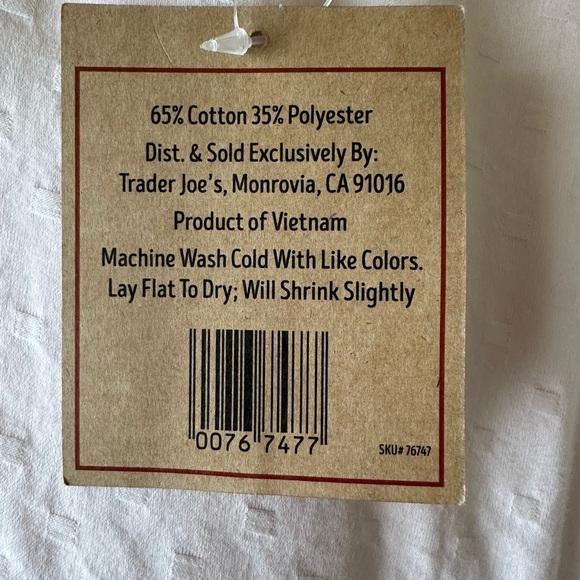 65% Cotton 35% Polyester
Dist. & Sold Exclusively By:
Trader Joe's, Monrovia, CA 91016
Product of Vietnam
Machine Wash Cold With Like Colors.
Lay Flat To Dry; Will Shrink Slightly
0076 7477
SKU# 76747